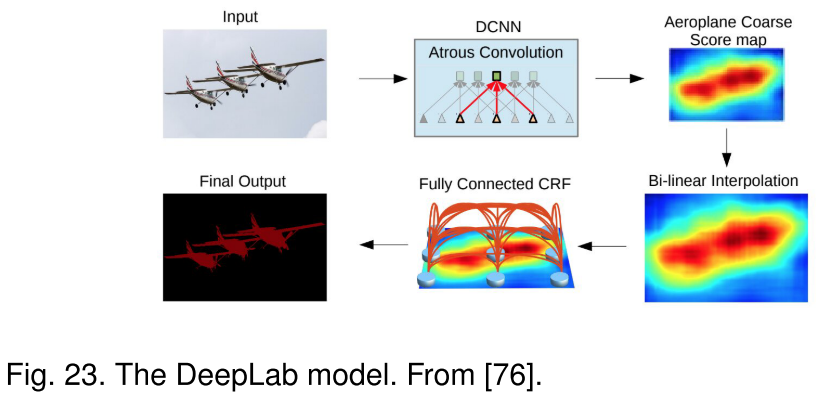 Input
DCNN
Atrous Convolution
Aeroplane Coarse
Score map
Bi-linear Interpolation
Fully Connected CRF
Final Output
Fig. 23. The DeepLab model. From [76].